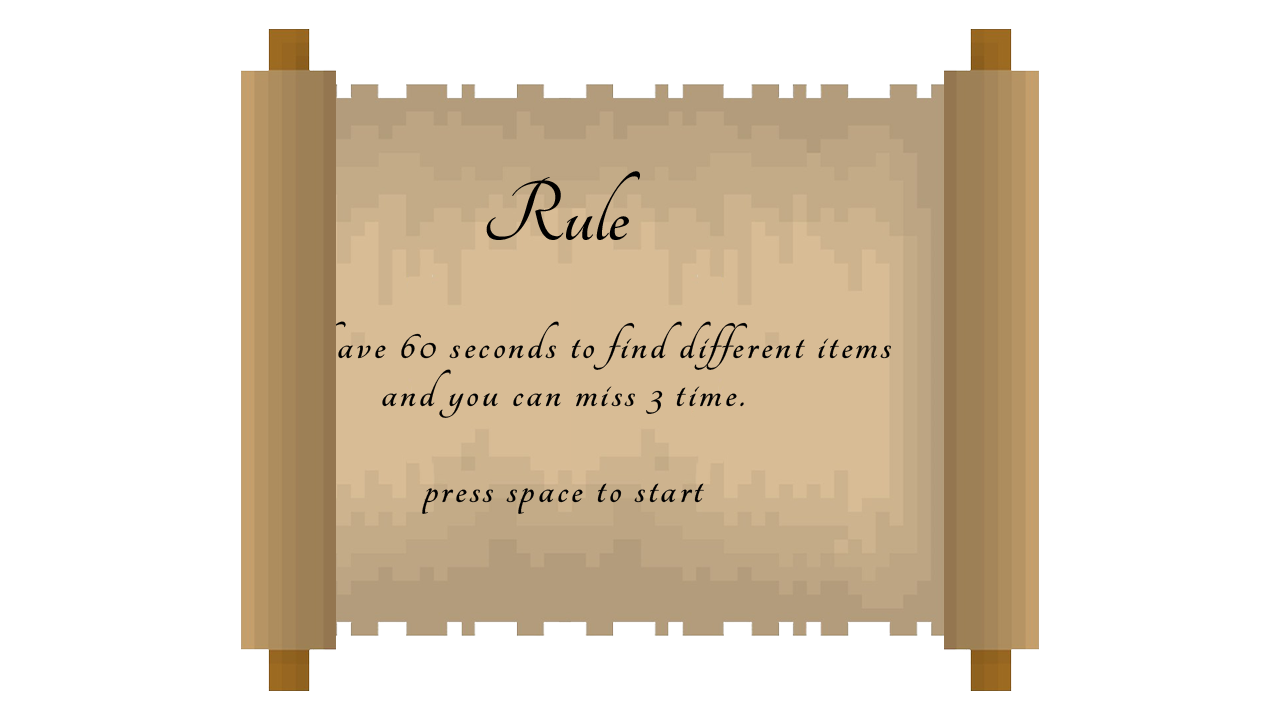 Rule
ave 60 seconds to find different items
and you can miss 3 time.
press space to start